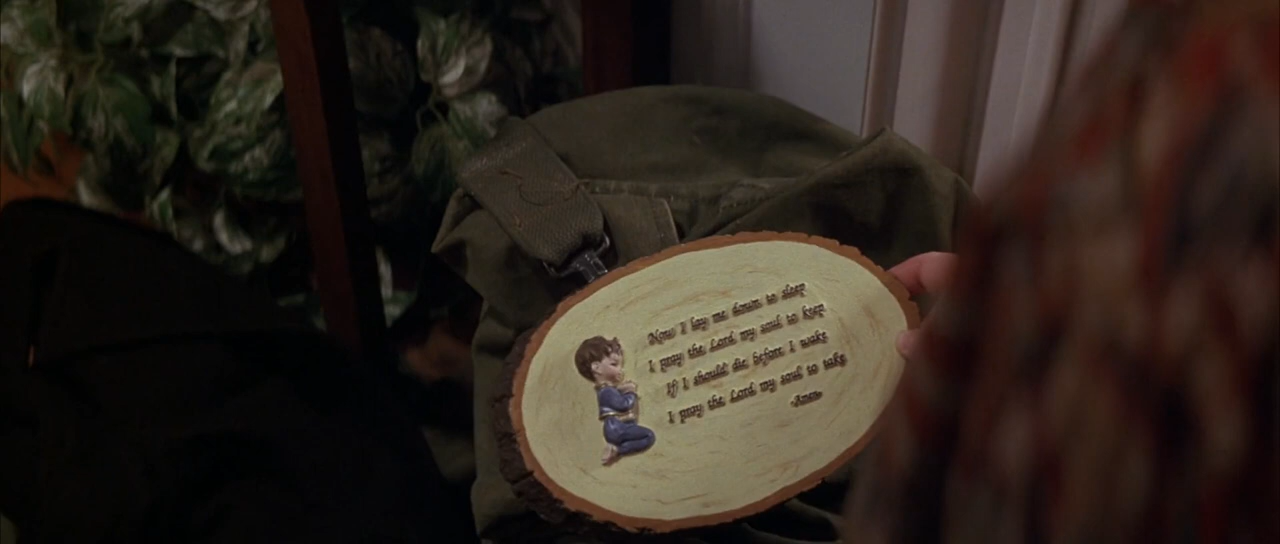 Now I lay me down to sleep
I pray the Lord my soul to keep
If I should die before I wake
I pray the Lord my soul to take
-Amen-